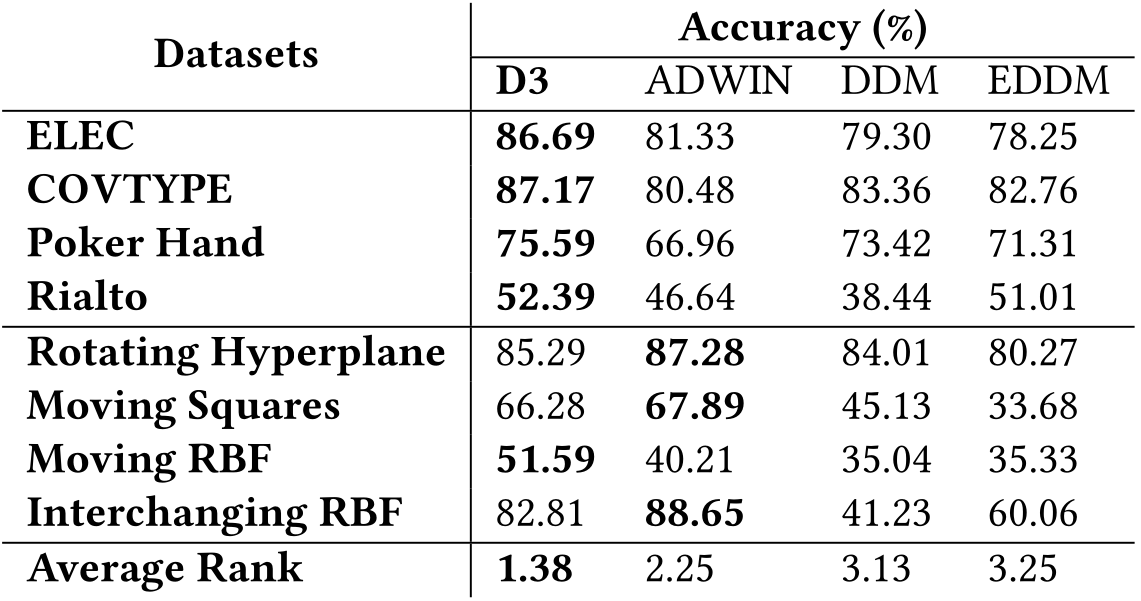 Datasets Accuracy (%)
D3 ADWIN DDM EDDM
ELEC 86.69 81.33 79.30 78.25
COVTYPE 87.17 80.48 83.36 82.76
Poker Hand 75.59 66.96 73.42 71.31
Rialto 52.39 46.64 38.44 51.01
Rotating Hyperplane 85.29 87.28 84.01 80.27
Moving Squares 66.28 67.89 45.13 33.68
Moving RBF 51.59 40.21 35.04 35.33
Interchanging RBF 82.81 88.65 41.23 60.06
Average Rank 1.38 2.25 3.13 3.25